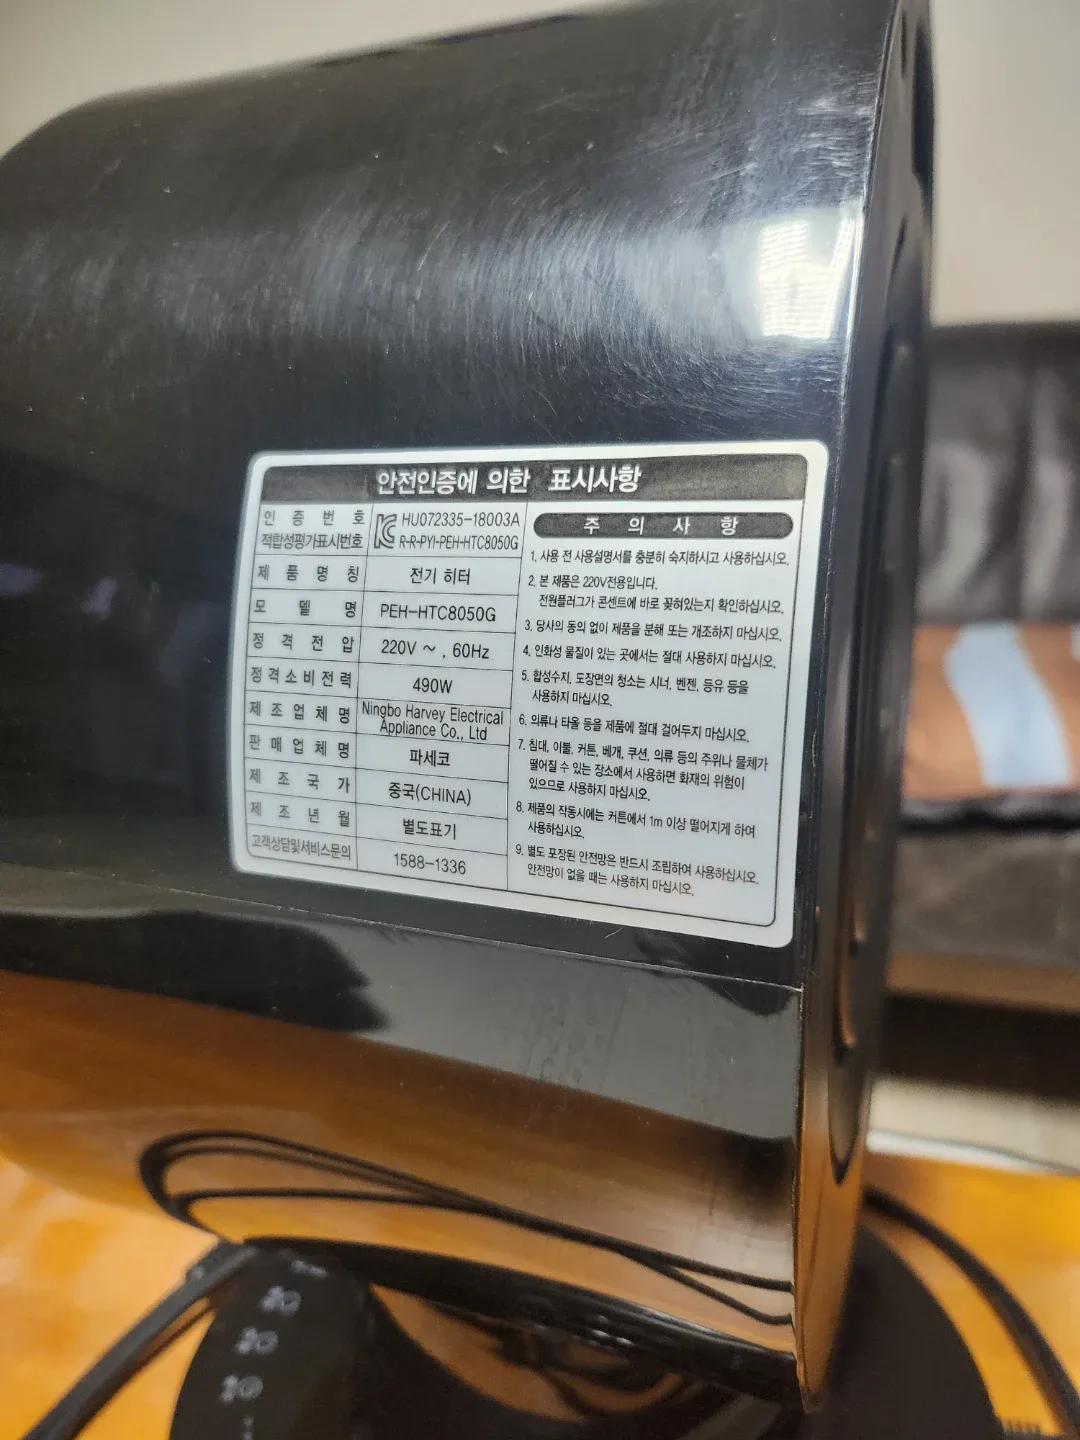 안전인증에 의한 표시사항
인증번호 HU072335-18003A
적합성평가표시번호 R-R-PYI-PEH-HTC8050G
제품명칭 전기 히터
모델명 PEH-HTC8050G
정격전압 220V ~ , 60Hz
정격소비전력 490W
제조업체명 Ningbo Harvey Electrical
Appliance Co., Ltd
판매업체명 파세코
제조국가 중국(CHINA)
제조년월 별도표기
고객상담및서비스문의 1588-1336
주의사항
1. 사용 전 사용설명서를 충분히 숙지하시고 사용하십시오.
2. 본 제품은 220V전용입니다.
전원플러그가 콘센트에 바로 꽂혀있는지 확인하십시오.
3. 당사의 동의 없이 제품을 분해 또는 개조하지 마십시오.
4. 인화성 물질이 있는 곳에서는 절대 사용하지 마십시오.
5. 합성수지, 도장면의 청소는 시너, 벤젠, 등유 등을
사용하지 마십시오.
6. 의류나 타올 등을 제품에 절대 걸어두지 마십시오.
7. 침대, 이불, 커튼, 베개, 쿠션, 의류 등의 주위나 물체가
떨어질 수 있는 장소에서 사용하면 화재의 위험이
있으므로 사용하지 마십시오.
8. 제품의 작동시에는 커튼에서 1m 이상 떨어지게 하여
사용하십시오.
9. 별도 포장된 안전망은 반드시 조립하여 사용하십시오.
안전망이 없을 때는 사용하지 마십시오.